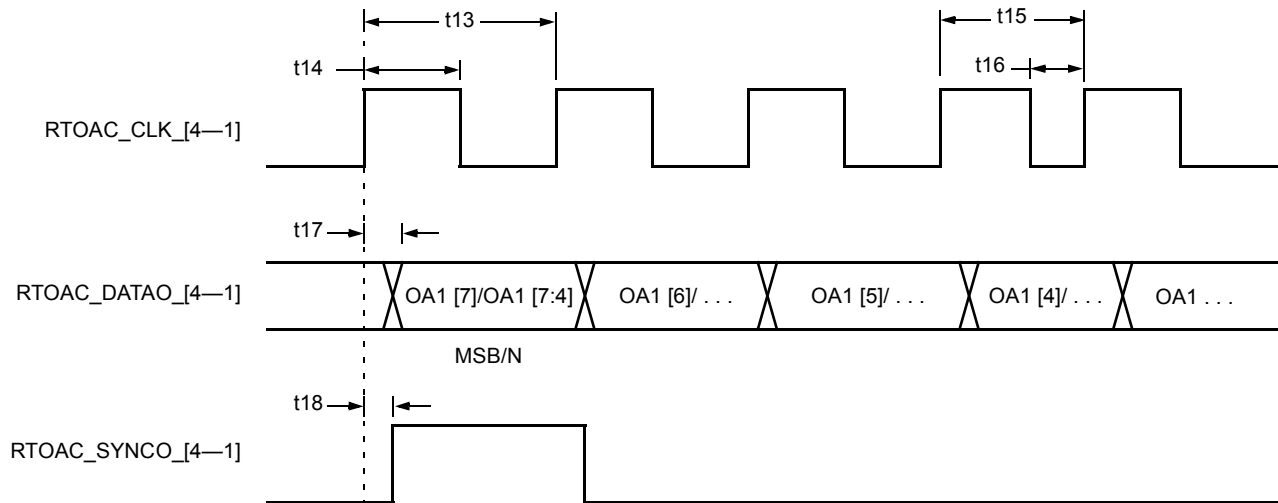 t13
t15
t14
t16
RTOAC_CLK_[4—1]
t17
RTOAC_DATAO_[4—1]
OA1 [7]/OA1 [7:4]
OA1 [6]/ . . .
OA1 [5]/ . . .
OA1 [4]/ . . .
OA1 . . .
MSB/N
t18
RTOAC_SYNCO_[4—1]